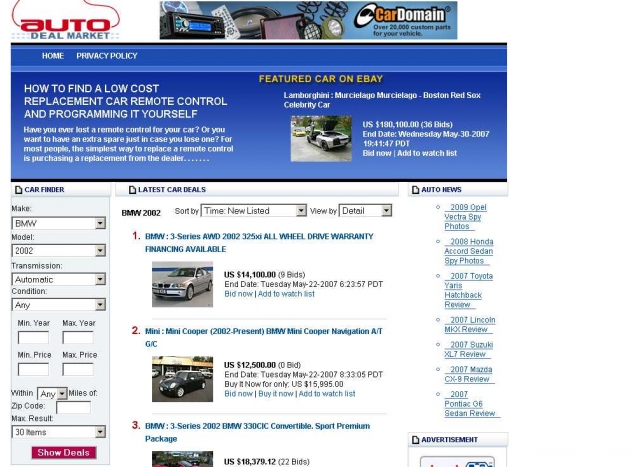 AUTO
DEAL MARKET
CarDomain
Over 20,000 custom parts
for your vehicle.
HOME PRIVACY POLICY
HOW TO FIND A LOW COST
REPLACEMENT CAR REMOTE CONTROL
AND PROGRAMMING IT YOURSELF
Have you ever lost a remote control for your car? Or you
want to have an extra spare just in case you lose one? For
most people, the simplest way to replace a remote control
is purchasing a replacement from the dealer.......
FEATURED CAR ON EBAY
Lamborghini : Murcielago Murcielago - Boston Red Sox
Celebrity Car
US $180,100.00 (36 Bids)
End Date: Wednesday May-30-2007
19:41:47 PDT
Bid now | Add to watch list
CAR FINDER
Make:
BMW
Model:
2002
Transmission:
Automatic
Condition:
Any
Min. Year Max. Year
Min. Price Max. Price
Within Any Miles of:
Zip Code:
Max. Result:
30 Items
Show Deals
LATEST CAR DEALS
BMW 2002 Sort by Time: New Listed View by Detail
1. BMW : 3-Series AWD 2002 325xi ALL WHEEL DRIVE WARRANTY
FINANCING AVAILABLE
US $14,100.00 (9 Bids)
End Date: Tuesday May-22-2007 6:23:57 PDT
Bid now | Add to watch list
2. Mini : Mini Cooper (2002-Present) BMW Mini Cooper Navigation A/T
G/C
US $12,500.00 (0 Bid)
End Date: Tuesday May-22-2007 8:33:05 PDT
Buy It Now for only: US $15,995.00
Bid now | Buy it now | Add to watch list
3. BMW : 3-Series 2002 BMW 330CIC Convertible. Sport Premium
Package
US $18,379.12 (22 Bids)
AUTO NEWS
2009 Opel
Vectra Spy
Photos
2008 Honda
Accord Sedan
Spy Photos
2007 Toyota
Yaris
Hatchback
Review
2007 Lincoln
MKX Review
2007 Suzuki
XL7 Review
2007 Mazda
CX-9 Review
2007
Pontiac G6
Sedan Review
ADVERTISEMENT